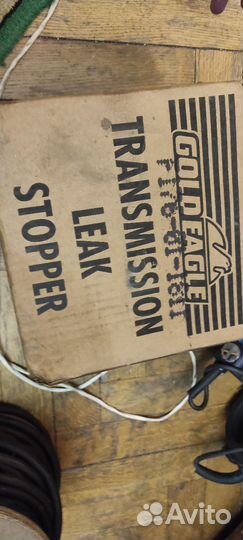 GOLD EAGLE
TRANSMISSION
LEAK
STOPPER
Avito